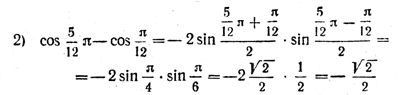 2) cos 5/12 π — cos π/12 = — 2 sin (5/12 π + π/12)/2 · sin (5/12 π — π/12)/2 =
= — 2 sin π/4 · sin π/6 = —2 √2/2 · 1/2 = — √2/2